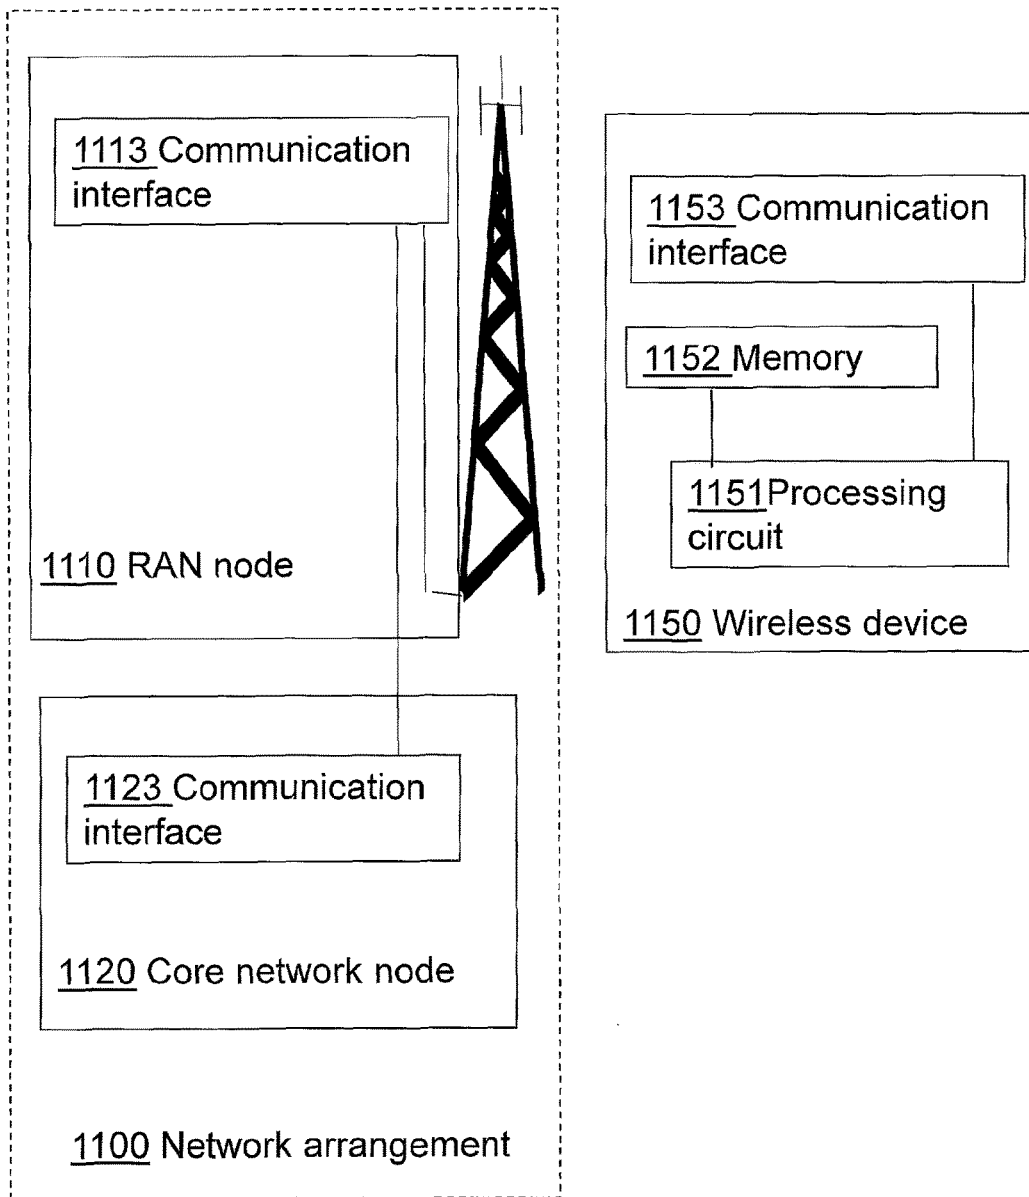 1113 Communication
interface
1110 RAN node
1123 Communication
interface
1120 Core network node
1100 Network arrangement
1153 Communication
interface
1152 Memory
1151Processing
circuit
1150 Wireless device